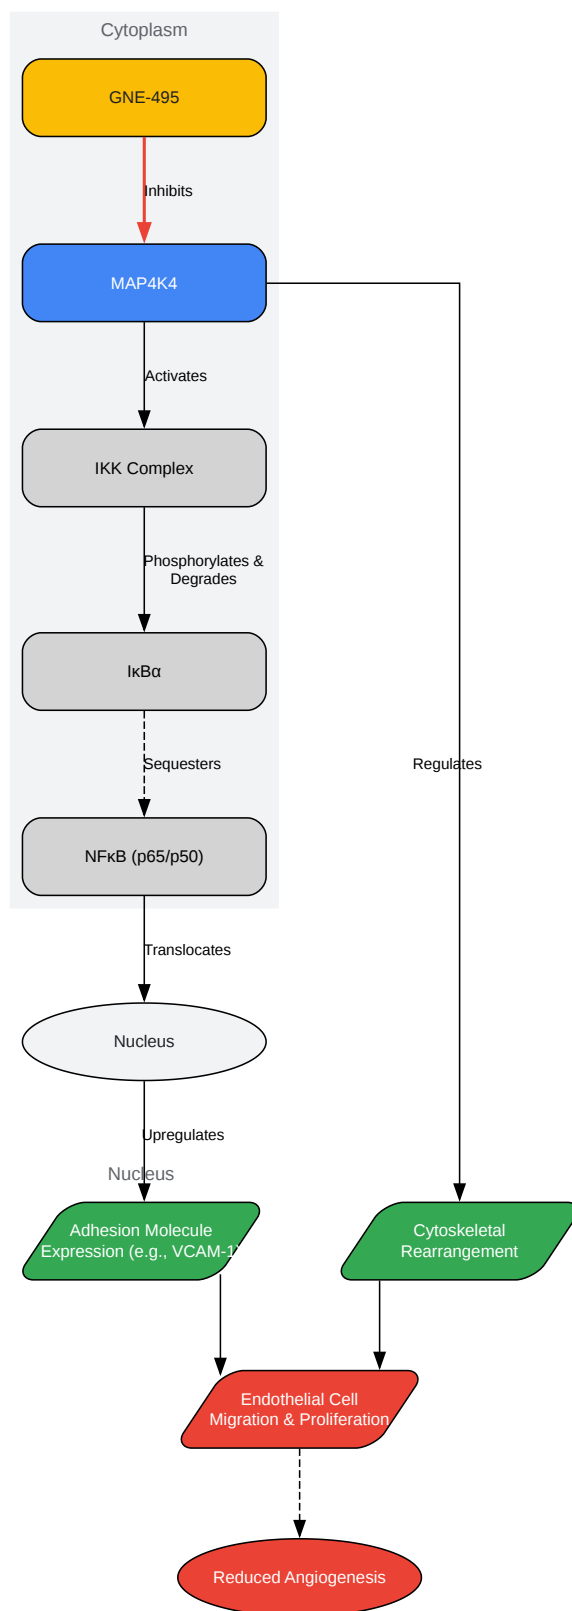 Cytoplasm
GNE-495
Inhibits
MAP4K4
Activates
IKK Complex
Phosphorylates &
Degrades
IκBα
Sequesters
Regulates
NFκB (p65/p50)
Translocates
Nucleus
Upregulates
Nucleus
Adhesion Molecule
Expression (e.g., VCAM-1)
Cytoskeletal
Rearrangement
Endothelial Cell
Migration & Proliferation
Reduced Angiogenesis